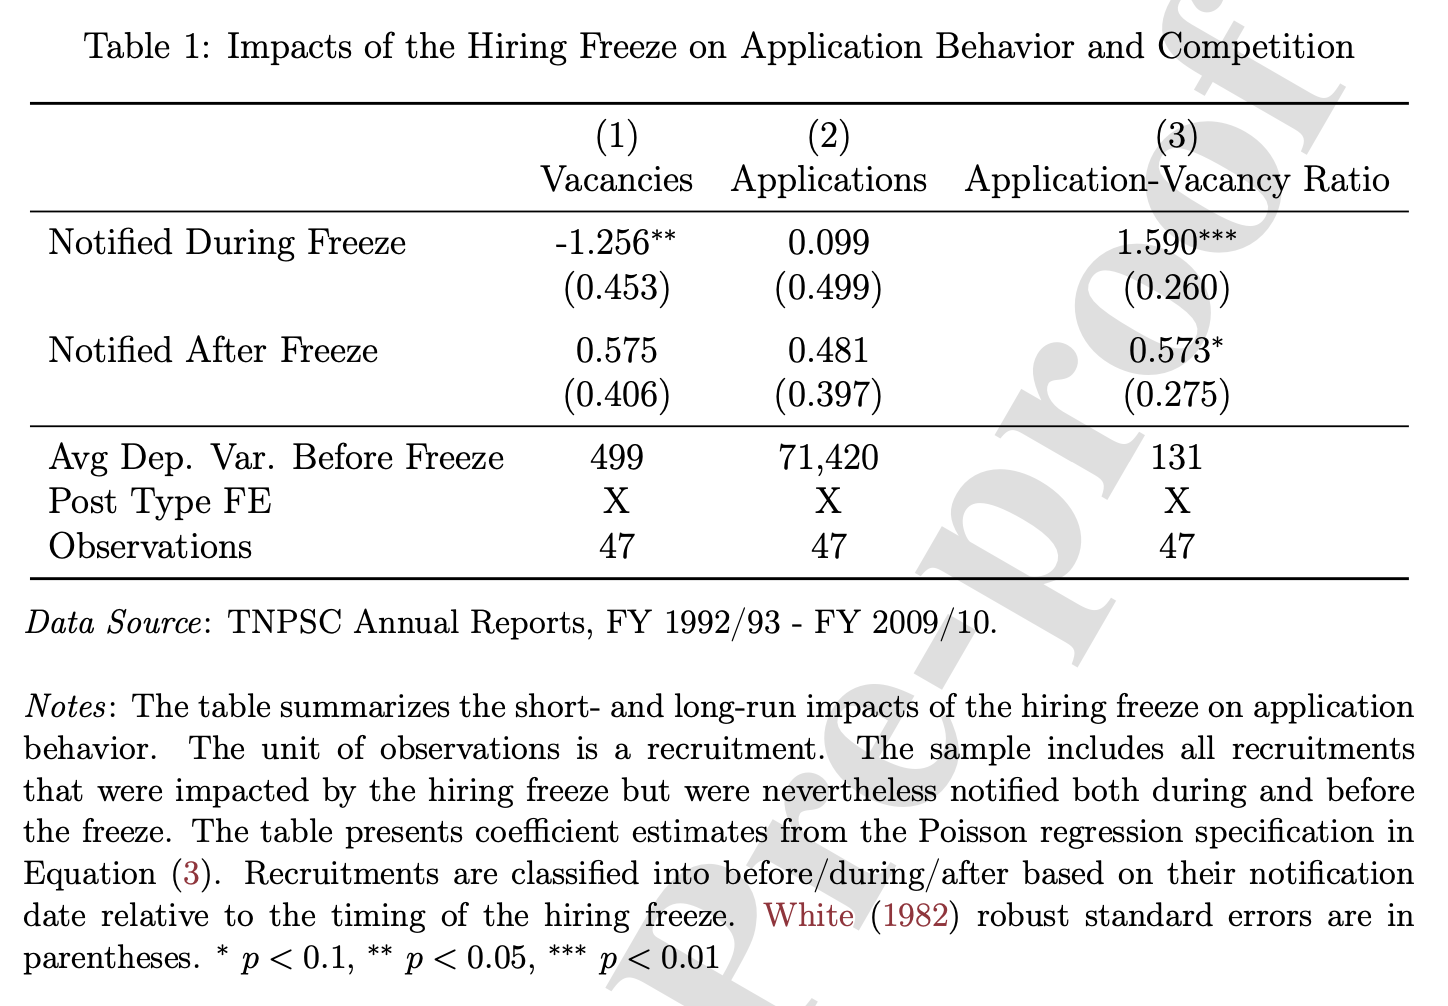 Table 1: Impacts of the Hiring Freeze on Application Behavior and Competition
(1) (2) (3)
Vacancies Applications Application-Vacancy Ratio
Notified During Freeze -1.256** 0.099 1.590***
(0.453) (0.499) (0.260)
Notified After Freeze 0.575 0.481 0.573*
(0.406) (0.397) (0.275)
Avg Dep. Var. Before Freeze 499 71,420 131
Post Type FE X X X
Observations 47 47 47
Data Source: TNPSC Annual Reports, FY 1992/93 - FY 2009/10.
Notes: The table summarizes the short- and long-run impacts of the hiring freeze on application
behavior. The unit of observations is a recruitment. The sample includes all recruitments
that were impacted by the hiring freeze but were nevertheless notified both during and before
the freeze. The table presents coefficient estimates from the Poisson regression specification in
Equation (3). Recruitments are classified into before/during/after based on their notification
date relative to the timing of the hiring freeze. White (1982) robust standard errors are in
parentheses. * p < 0.1, ** p < 0.05, *** p < 0.01
Pre-proof